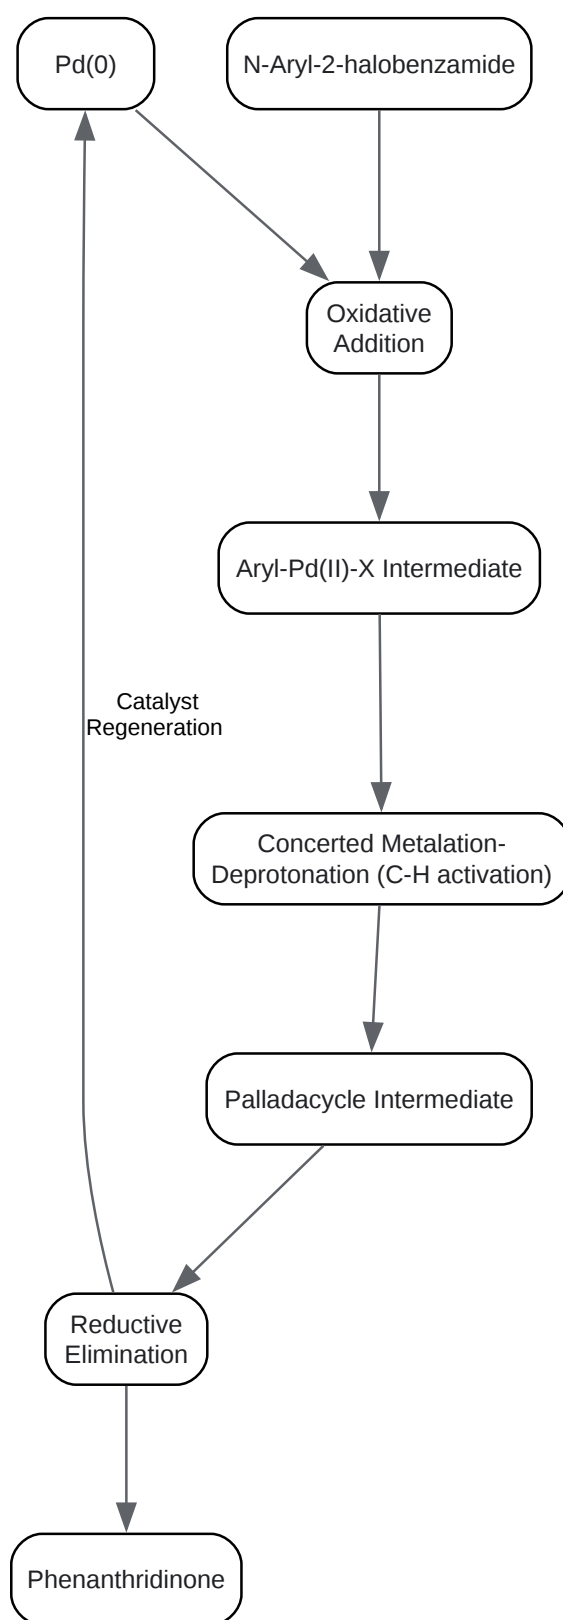 Pd(0)
N-Aryl-2-halobenzamide
Oxidative
Addition
Aryl-Pd(II)-X Intermediate
Catalyst
Regeneration
Concerted Metalation-
Deprotonation (C-H activation)
Palladacycle Intermediate
Reductive
Elimination
Phenanthridinone